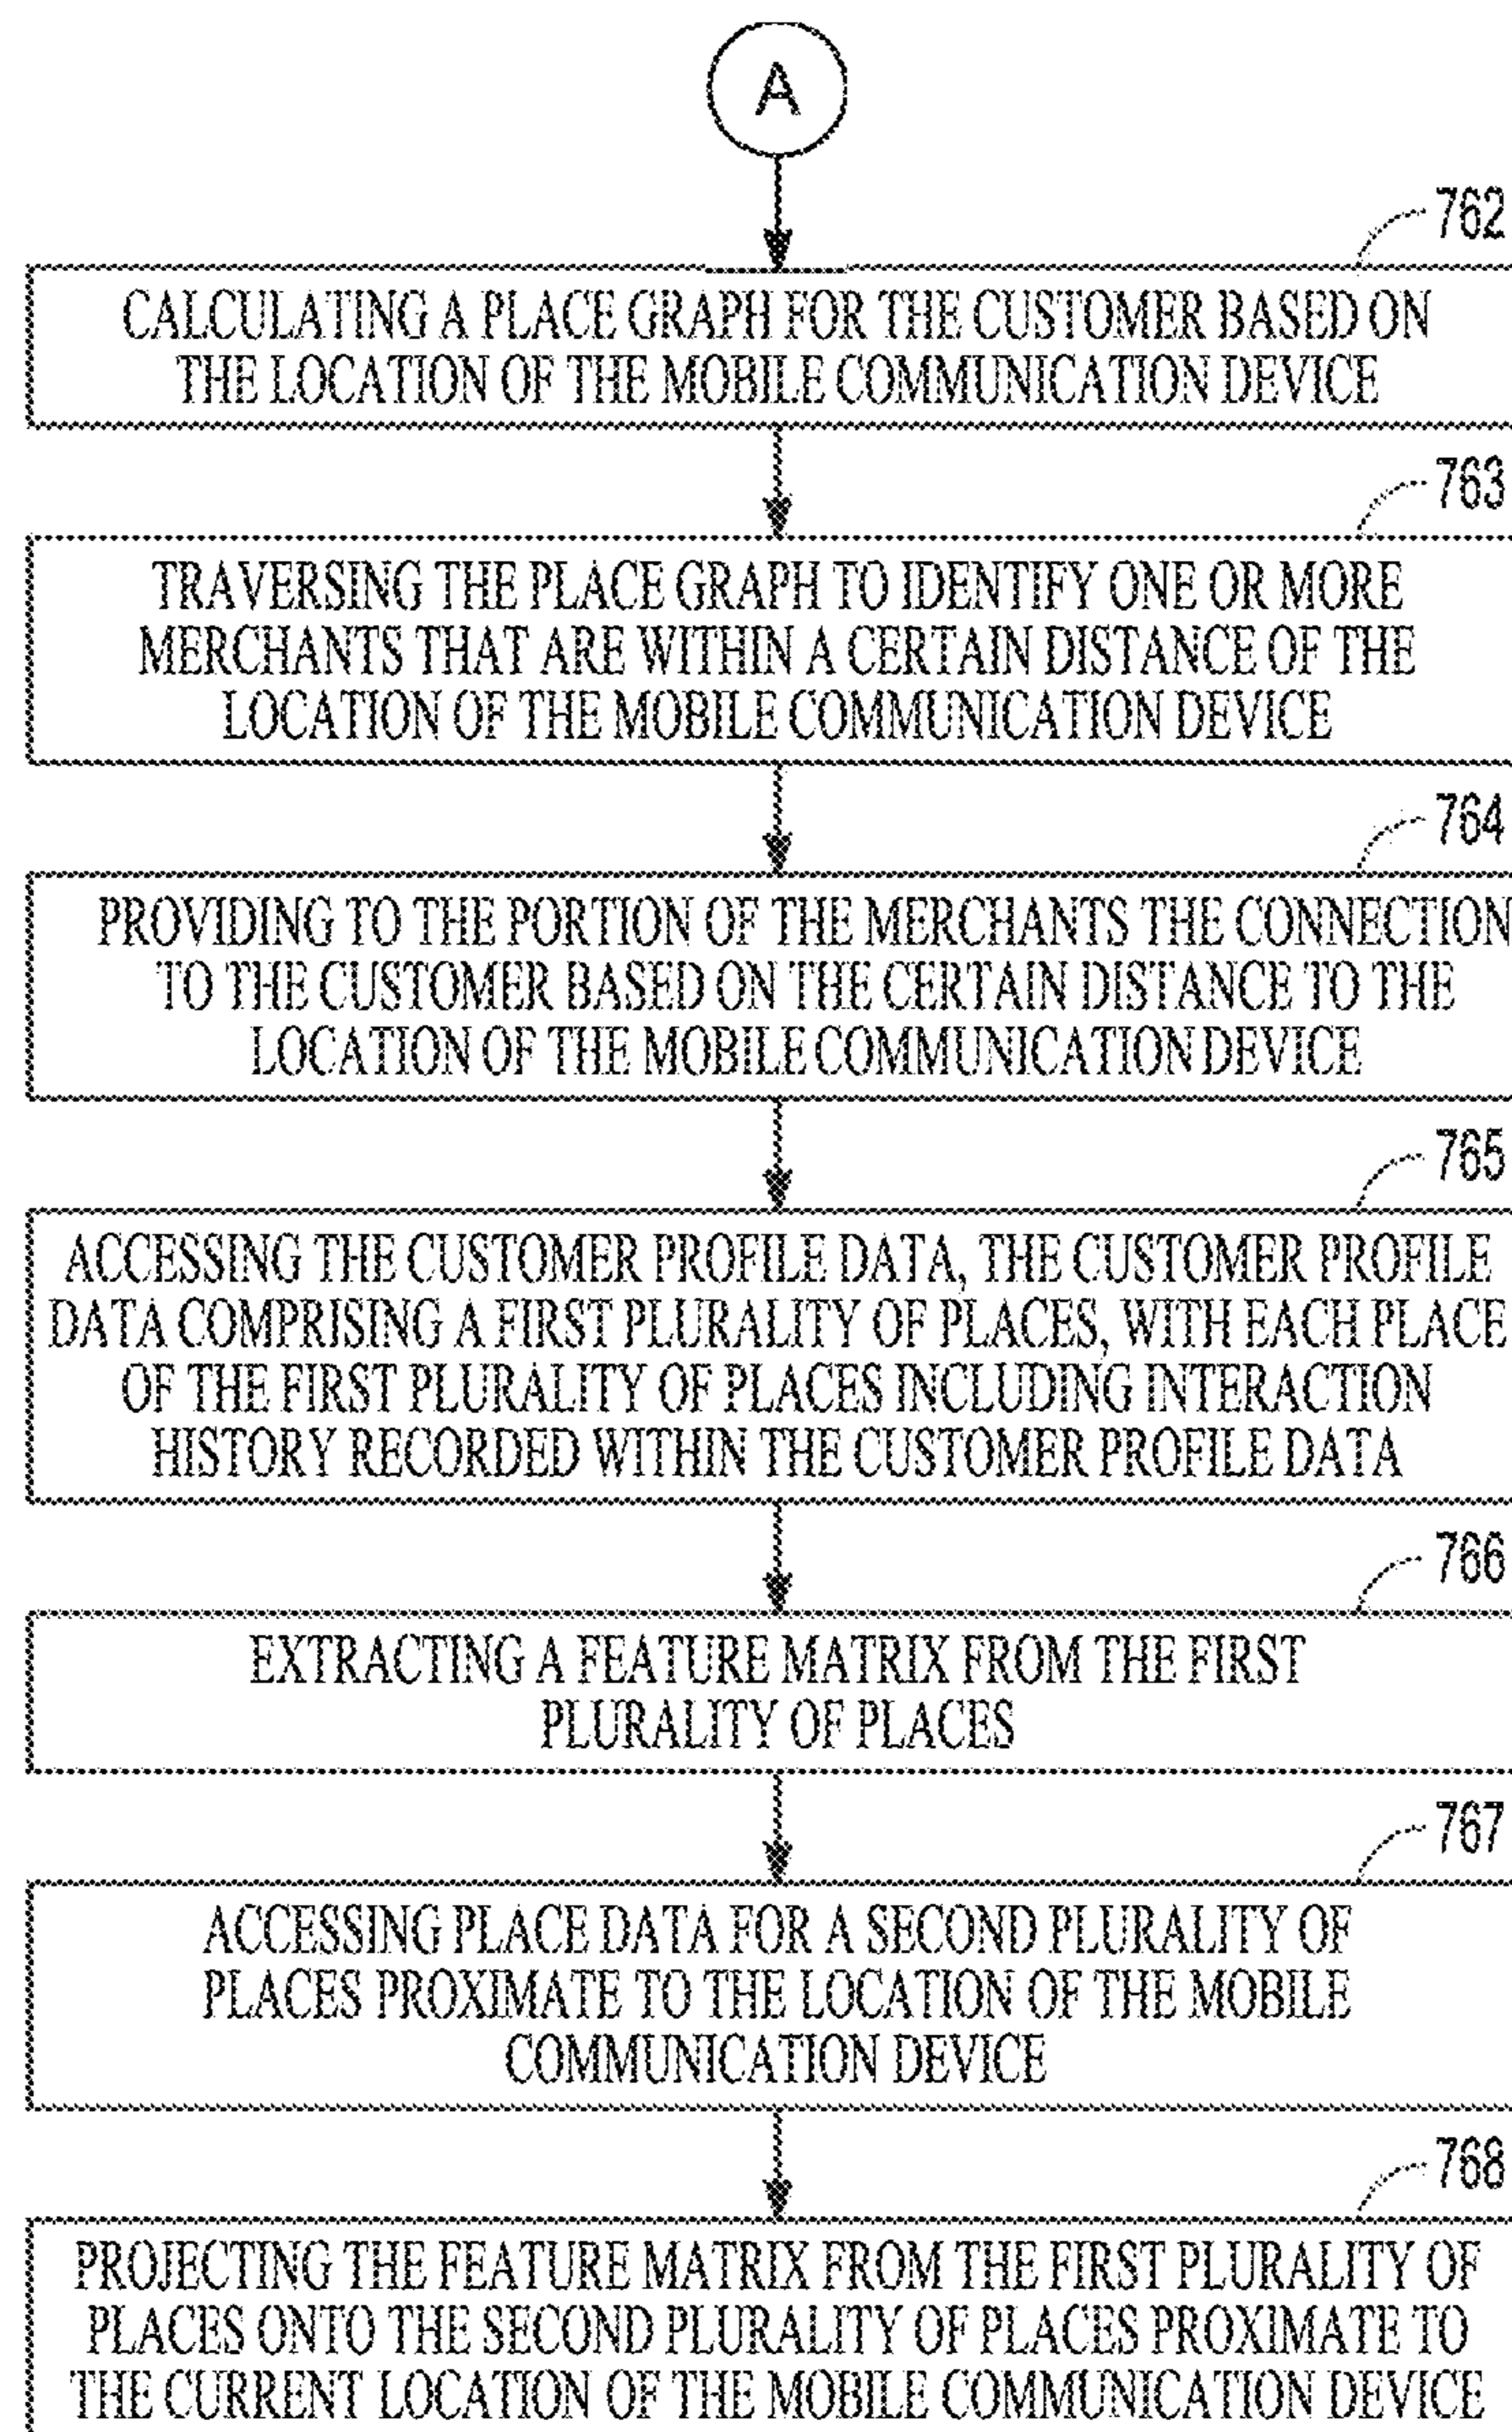 A
762
CALCULATING A PLACE GRAPH FOR THE CUSTOMER BASED ON
THE LOCATION OF THE MOBILE COMMUNICATION DEVICE
763
TRAVERSING THE PLACE GRAPH TO IDENTIFY ONE OR MORE
MERCHANTS THAT ARE WITHIN A CERTAIN DISTANCE OF THE
LOCATION OF THE MOBILE COMMUNICATION DEVICE
764
PROVIDING TO THE PORTION OF THE MERCHANTS THE CONNECTION
TO THE CUSTOMER BASED ON THE CERTAIN DISTANCE TO THE
LOCATION OF THE MOBILE COMMUNICATION DEVICE
765
ACCESSING THE CUSTOMER PROFILE DATA, THE CUSTOMER PROFILE
DATA COMPRISING A FIRST PLURALITY OF PLACES, WITH EACH PLACE
OF THE FIRST PLURALITY OF PLACES INCLUDING INTERACTION
HISTORY RECORDED WITHIN THE CUSTOMER PROFILE DATA
766
EXTRACTING A FEATURE MATRIX FROM THE FIRST
PLURALITY OF PLACES
767
ACCESSING PLACE DATA FOR A SECOND PLURALITY OF
PLACES PROXIMATE TO THE LOCATION OF THE MOBILE
COMMUNICATION DEVICE
768
PROJECTING THE FEATURE MATRIX FROM THE FIRST PLURALITY OF
PLACES ONTO THE SECOND PLURALITY OF PLACES PROXIMATE TO
THE CURRENT LOCATION OF THE MOBILE COMMUNICATION DEVICE